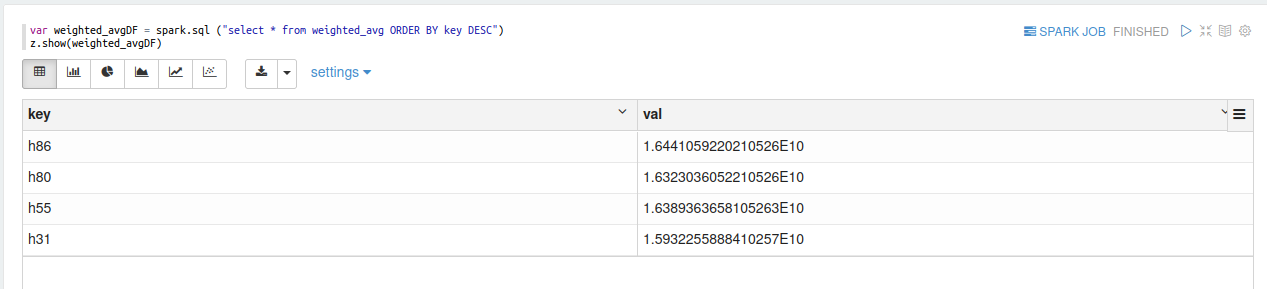 var weighted_avgDF = spark.sql ("select * from weighted_avg ORDER BY key DESC")
SPARK JOB FINISHED
z.show(weighted_avgDF)
settings
key val
h86 1.6441059220210526E10
h80 1.6323036052210526E10
h55 1.6389363658105263E10
h31 1.5932255888410257E10